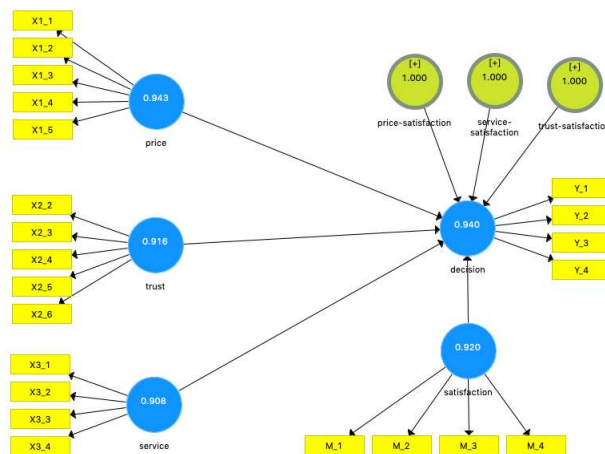 X1_1
X1_2
X1_3
X1_4
X1_5
0.943
price
[+]
1.000
price-satisfaction
[+]
1.000
service-
satisfaction
[+]
1.000
trust-satisfaction
X2_2
X2_3
X2_4
X2_5
X2_6
0.916
trust
0.940
decision
Y_1
Y_2
Y_3
Y_4
X3_1
X3_2
X3_3
X3_4
0.908
service
0.920
satisfaction
M_1
M_2
M_3
M_4